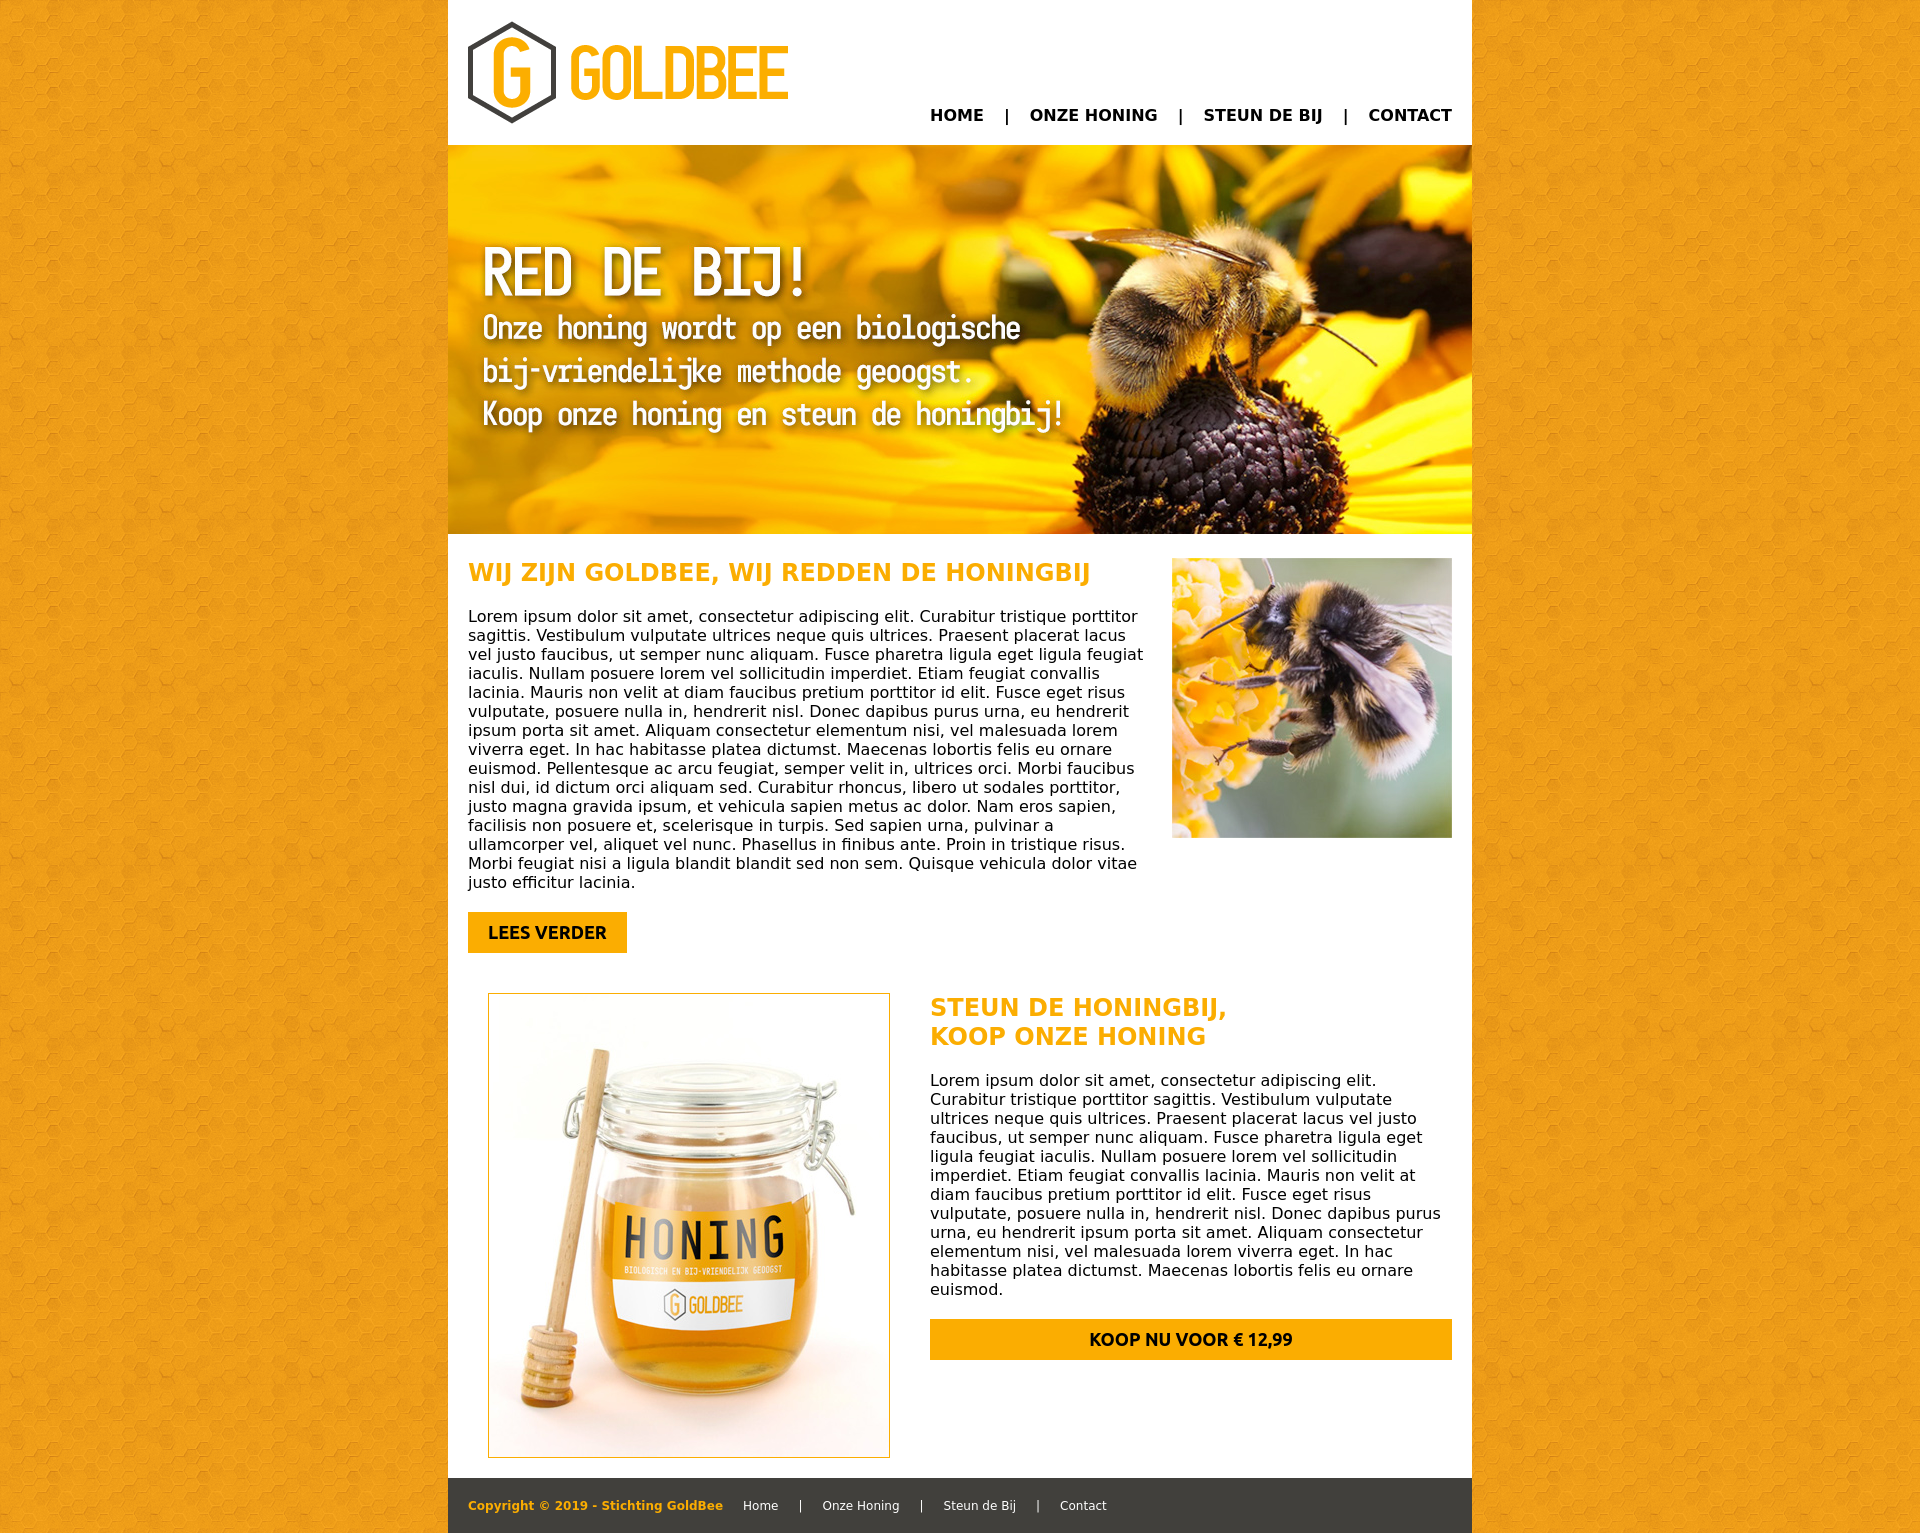 G GOLDBEE
HOME | ONZE HONING | STEUN DE BIJ | CONTACT
RED DE BIJ!
Onze honing wordt op een biologische
bij-vriendelijke methode geoogst.
Koop onze honing en steun de honingbij!
WIJ ZIJN GOLDBEE, WIJ REDDEN DE HONINGBIJ
Lorem ipsum dolor sit amet, consectetur adipiscing elit. Curabitur tristique porttitor
sagittis. Vestibulum vulputate ultrices neque quis ultrices. Praesent placerat lacus
vel justo faucibus, ut semper nunc aliquam. Fusce pharetra ligula eget ligula feugiat
iaculis. Nullam posuere lorem vel sollicitudin imperdiet. Etiam feugiat convallis
lacinia. Mauris non velit at diam faucibus pretium porttitor id elit. Fusce eget risus
vulputate, posuere nulla in, hendrerit nisl. Donec dapibus purus urna, eu hendrerit
ipsum porta sit amet. Aliquam consectetur elementum nisi, vel malesuada lorem
viverra eget. In hac habitasse platea dictumst. Maecenas lobortis felis eu ornare
euismod. Pellentesque ac arcu feugiat, semper velit in, ultrices orci. Morbi faucibus
nisl dui, id dictum orci aliquam sed. Curabitur rhoncus, libero ut sodales porttitor,
justo magna gravida ipsum, et vehicula sapien metus ac dolor. Nam eros sapien,
facilisis non posuere et, scelerisque in turpis. Sed sapien urna, pulvinar a
ullamcorper vel, aliquet vel nunc. Phasellus in finibus ante. Proin in tristique risus.
Morbi feugiat nisi a ligula blandit blandit sed non sem. Quisque vehicula dolor vitae
justo efficitur lacinia.
LEES VERDER
HONING
BIOLOGISCH EN BIJ-VRIENDELIJK GEOOGST
G GOLDBEE
STEUN DE HONINGBIJ,
KOOP ONZE HONING
Lorem ipsum dolor sit amet, consectetur adipiscing elit.
Curabitur tristique porttitor sagittis. Vestibulum vulputate
ultrices neque quis ultrices. Praesent placerat lacus vel justo
faucibus, ut semper nunc aliquam. Fusce pharetra ligula eget
ligula feugiat iaculis. Nullam posuere lorem vel sollicitudin
imperdiet. Etiam feugiat convallis lacinia. Mauris non velit at
diam faucibus pretium porttitor id elit. Fusce eget risus
vulputate, posuere nulla in, hendrerit nisl. Donec dapibus purus
urna, eu hendrerit ipsum porta sit amet. Aliquam consectetur
elementum nisi, vel malesuada lorem viverra eget. In hac
habitasse platea dictumst. Maecenas lobortis felis eu ornare
euismod.
KOOP NU VOOR € 12,99
Copyright © 2019 - Stichting GoldBee Home | Onze Honing | Steun de Bij | Contact